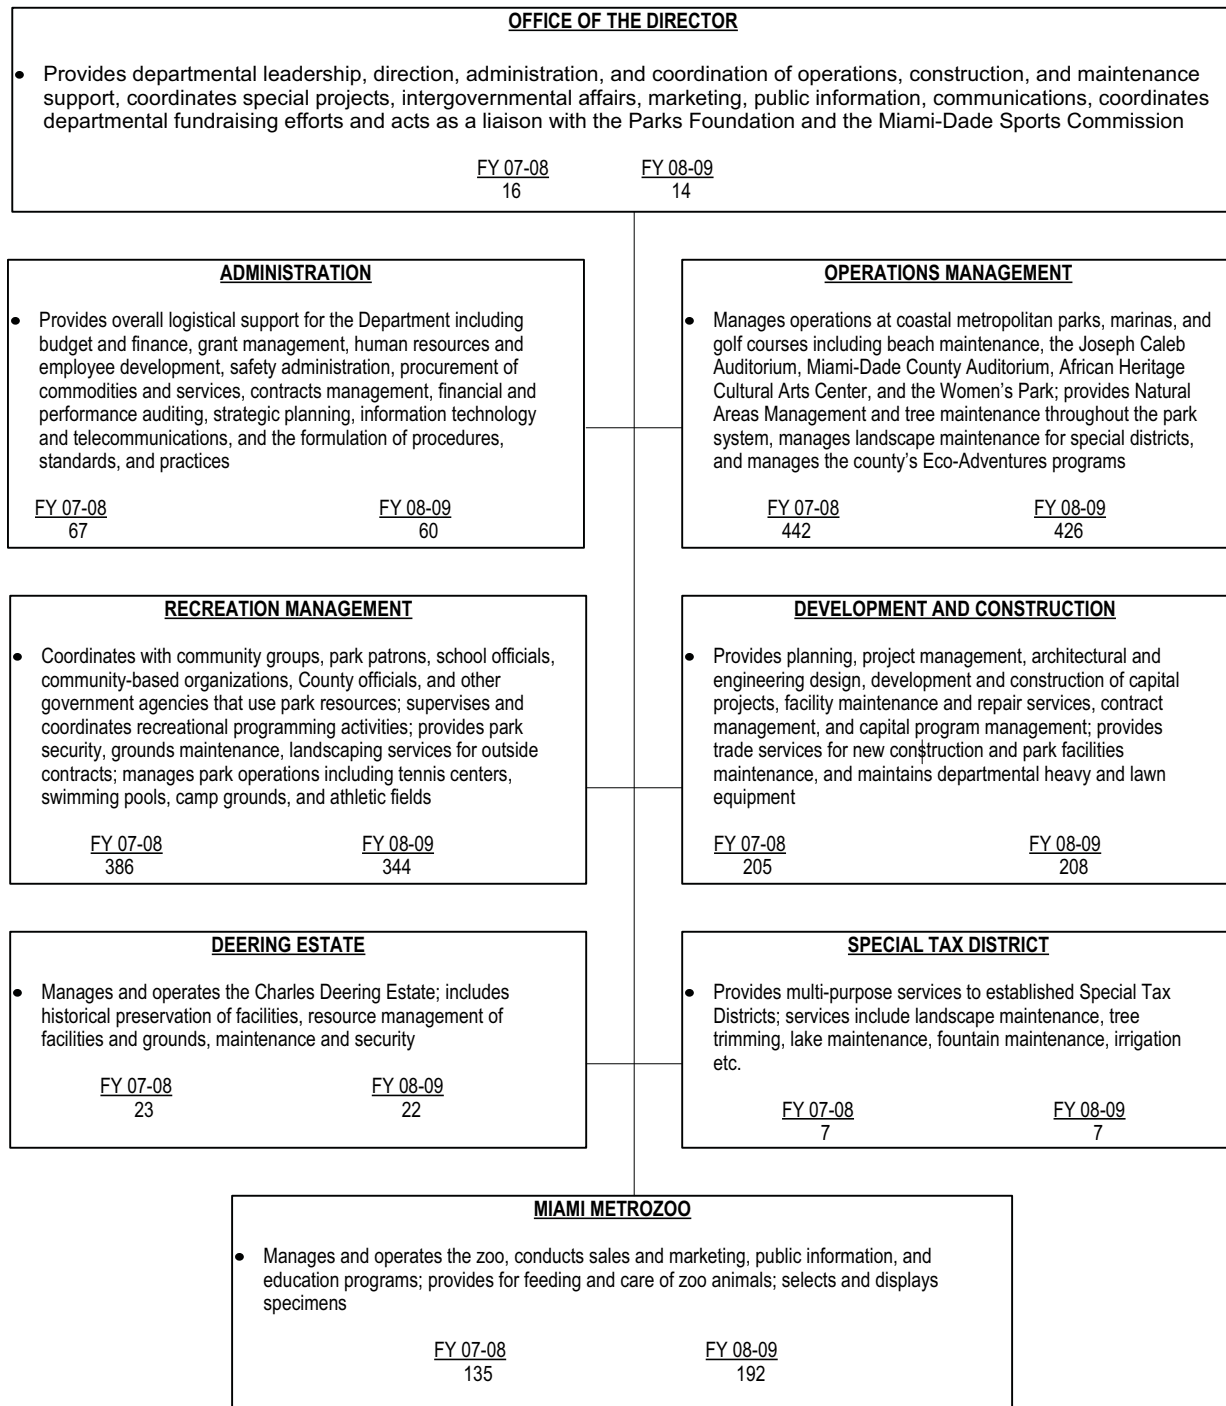 OFFICE OF THE DIRECTOR
• Provides departmental leadership, direction, administration, and coordination of operations, construction, and maintenance
support, coordinates special projects, intergovernmental affairs, marketing, public information, communications, coordinates
departmental fundraising efforts and acts as a liaison with the Parks Foundation and the Miami-Dade Sports Commission
FY 07-08 FY 08-09
16 14
ADMINISTRATION
• Provides overall logistical support for the Department including
budget and finance, grant management, human resources and
employee development, safety administration, procurement of
commodities and services, contracts management, financial and
performance auditing, strategic planning, information technology
and telecommunications, and the formulation of procedures,
standards, and practices
FY 07-08 FY 08-09
67 60
OPERATIONS MANAGEMENT
• Manages operations at coastal metropolitan parks, marinas, and
golf courses including beach maintenance, the Joseph Caleb
Auditorium, Miami-Dade County Auditorium, African Heritage
Cultural Arts Center, and the Women's Park; provides Natural
Areas Management and tree maintenance throughout the park
system, manages landscape maintenance for special districts,
and manages the county's Eco-Adventures programs
FY 07-08 FY 08-09
442 426
RECREATION MANAGEMENT
• Coordinates with community groups, park patrons, school officials,
community-based organizations, County officials, and other
government agencies that use park resources; supervises and
coordinates recreational programming activities; provides park
security, grounds maintenance, landscaping services for outside
contracts; manages park operations including tennis centers,
swimming pools, camp grounds, and athletic fields
FY 07-08 FY 08-09
386 344
DEVELOPMENT AND CONSTRUCTION
• Provides planning, project management, architectural and
engineering design, development and construction of capital
projects, facility maintenance and repair services, contract
management, and capital program management; provides
trade services for new construction and park facilities
maintenance, and maintains departmental heavy and lawn
equipment
FY 07-08 FY 08-09
205 208
DEERING ESTATE
• Manages and operates the Charles Deering Estate; includes
historical preservation of facilities, resource management of
facilities and grounds, maintenance and security
FY 07-08 FY 08-09
23 22
SPECIAL TAX DISTRICT
• Provides multi-purpose services to established Special Tax
Districts; services include landscape maintenance, tree
trimming, lake maintenance, fountain maintenance, irrigation
etc.
FY 07-08 FY 08-09
7 7
MIAMI METROZOO
• Manages and operates the zoo, conducts sales and marketing, public information, and
education programs; provides for feeding and care of zoo animals; selects and displays
specimens
FY 07-08 FY 08-09
135 192